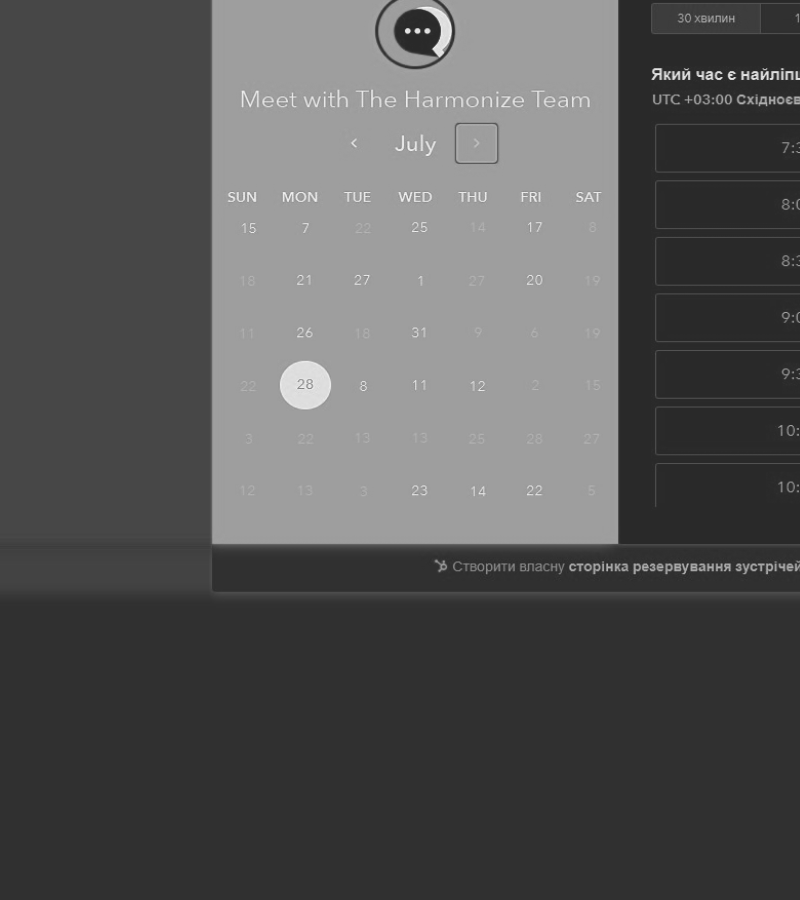 30 хвилин
Meet with The Harmonize Team
Який час є найліпш
UTC +03:00 Східноєв
July
7:3
SUN MON TUE WED THU FRI SAT
8:0
15 7 22 25 14 17 8
8:3
18 21 27 1 27 20 19
9:0
11 26 18 31 9 6 19
9:3
22 28 8 11 12 2 15
10:
3 22 13 13 25 28 27
10:
12 13 3 23 14 22 5
Створити власну сторінка резервування зустрічей